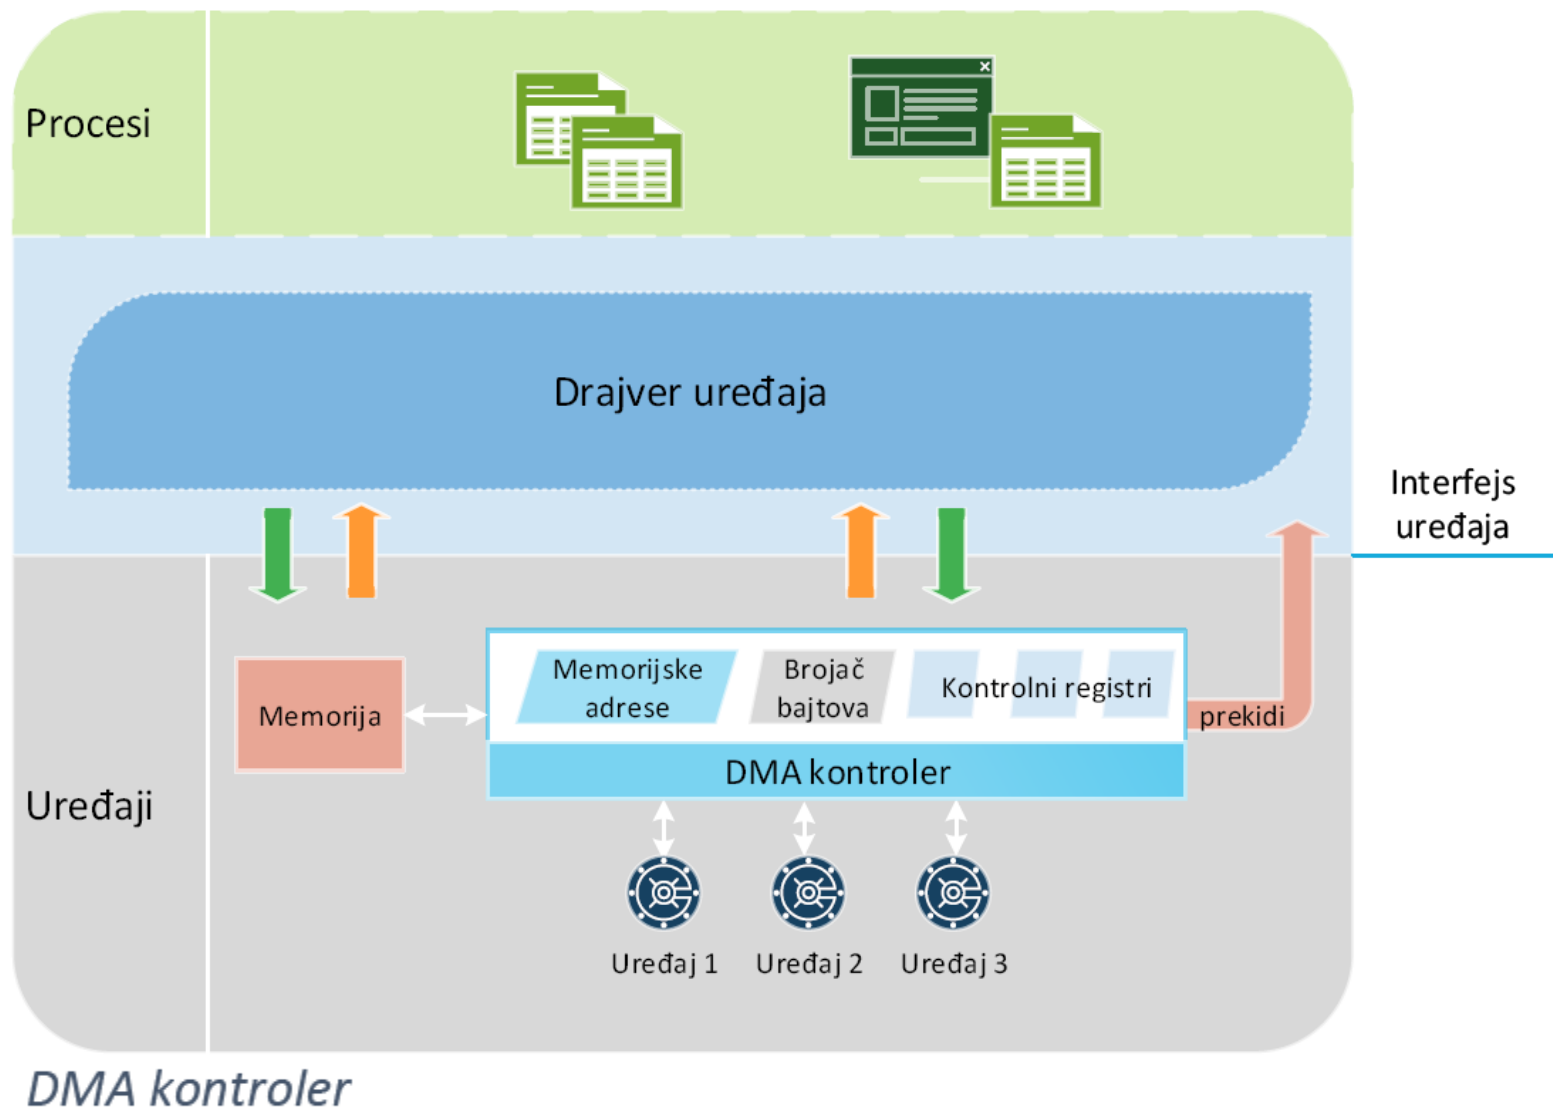 Procesi
Drajver uređaja
Interfejs
uređaja
Memorijske
adrese
Brojač
bajtova
Kontrolni registri
Memorija
prekidi
DMA kontroler
Uređaji
Uređaj 1
Uređaj 2
Uređaj 3
DMA kontroler